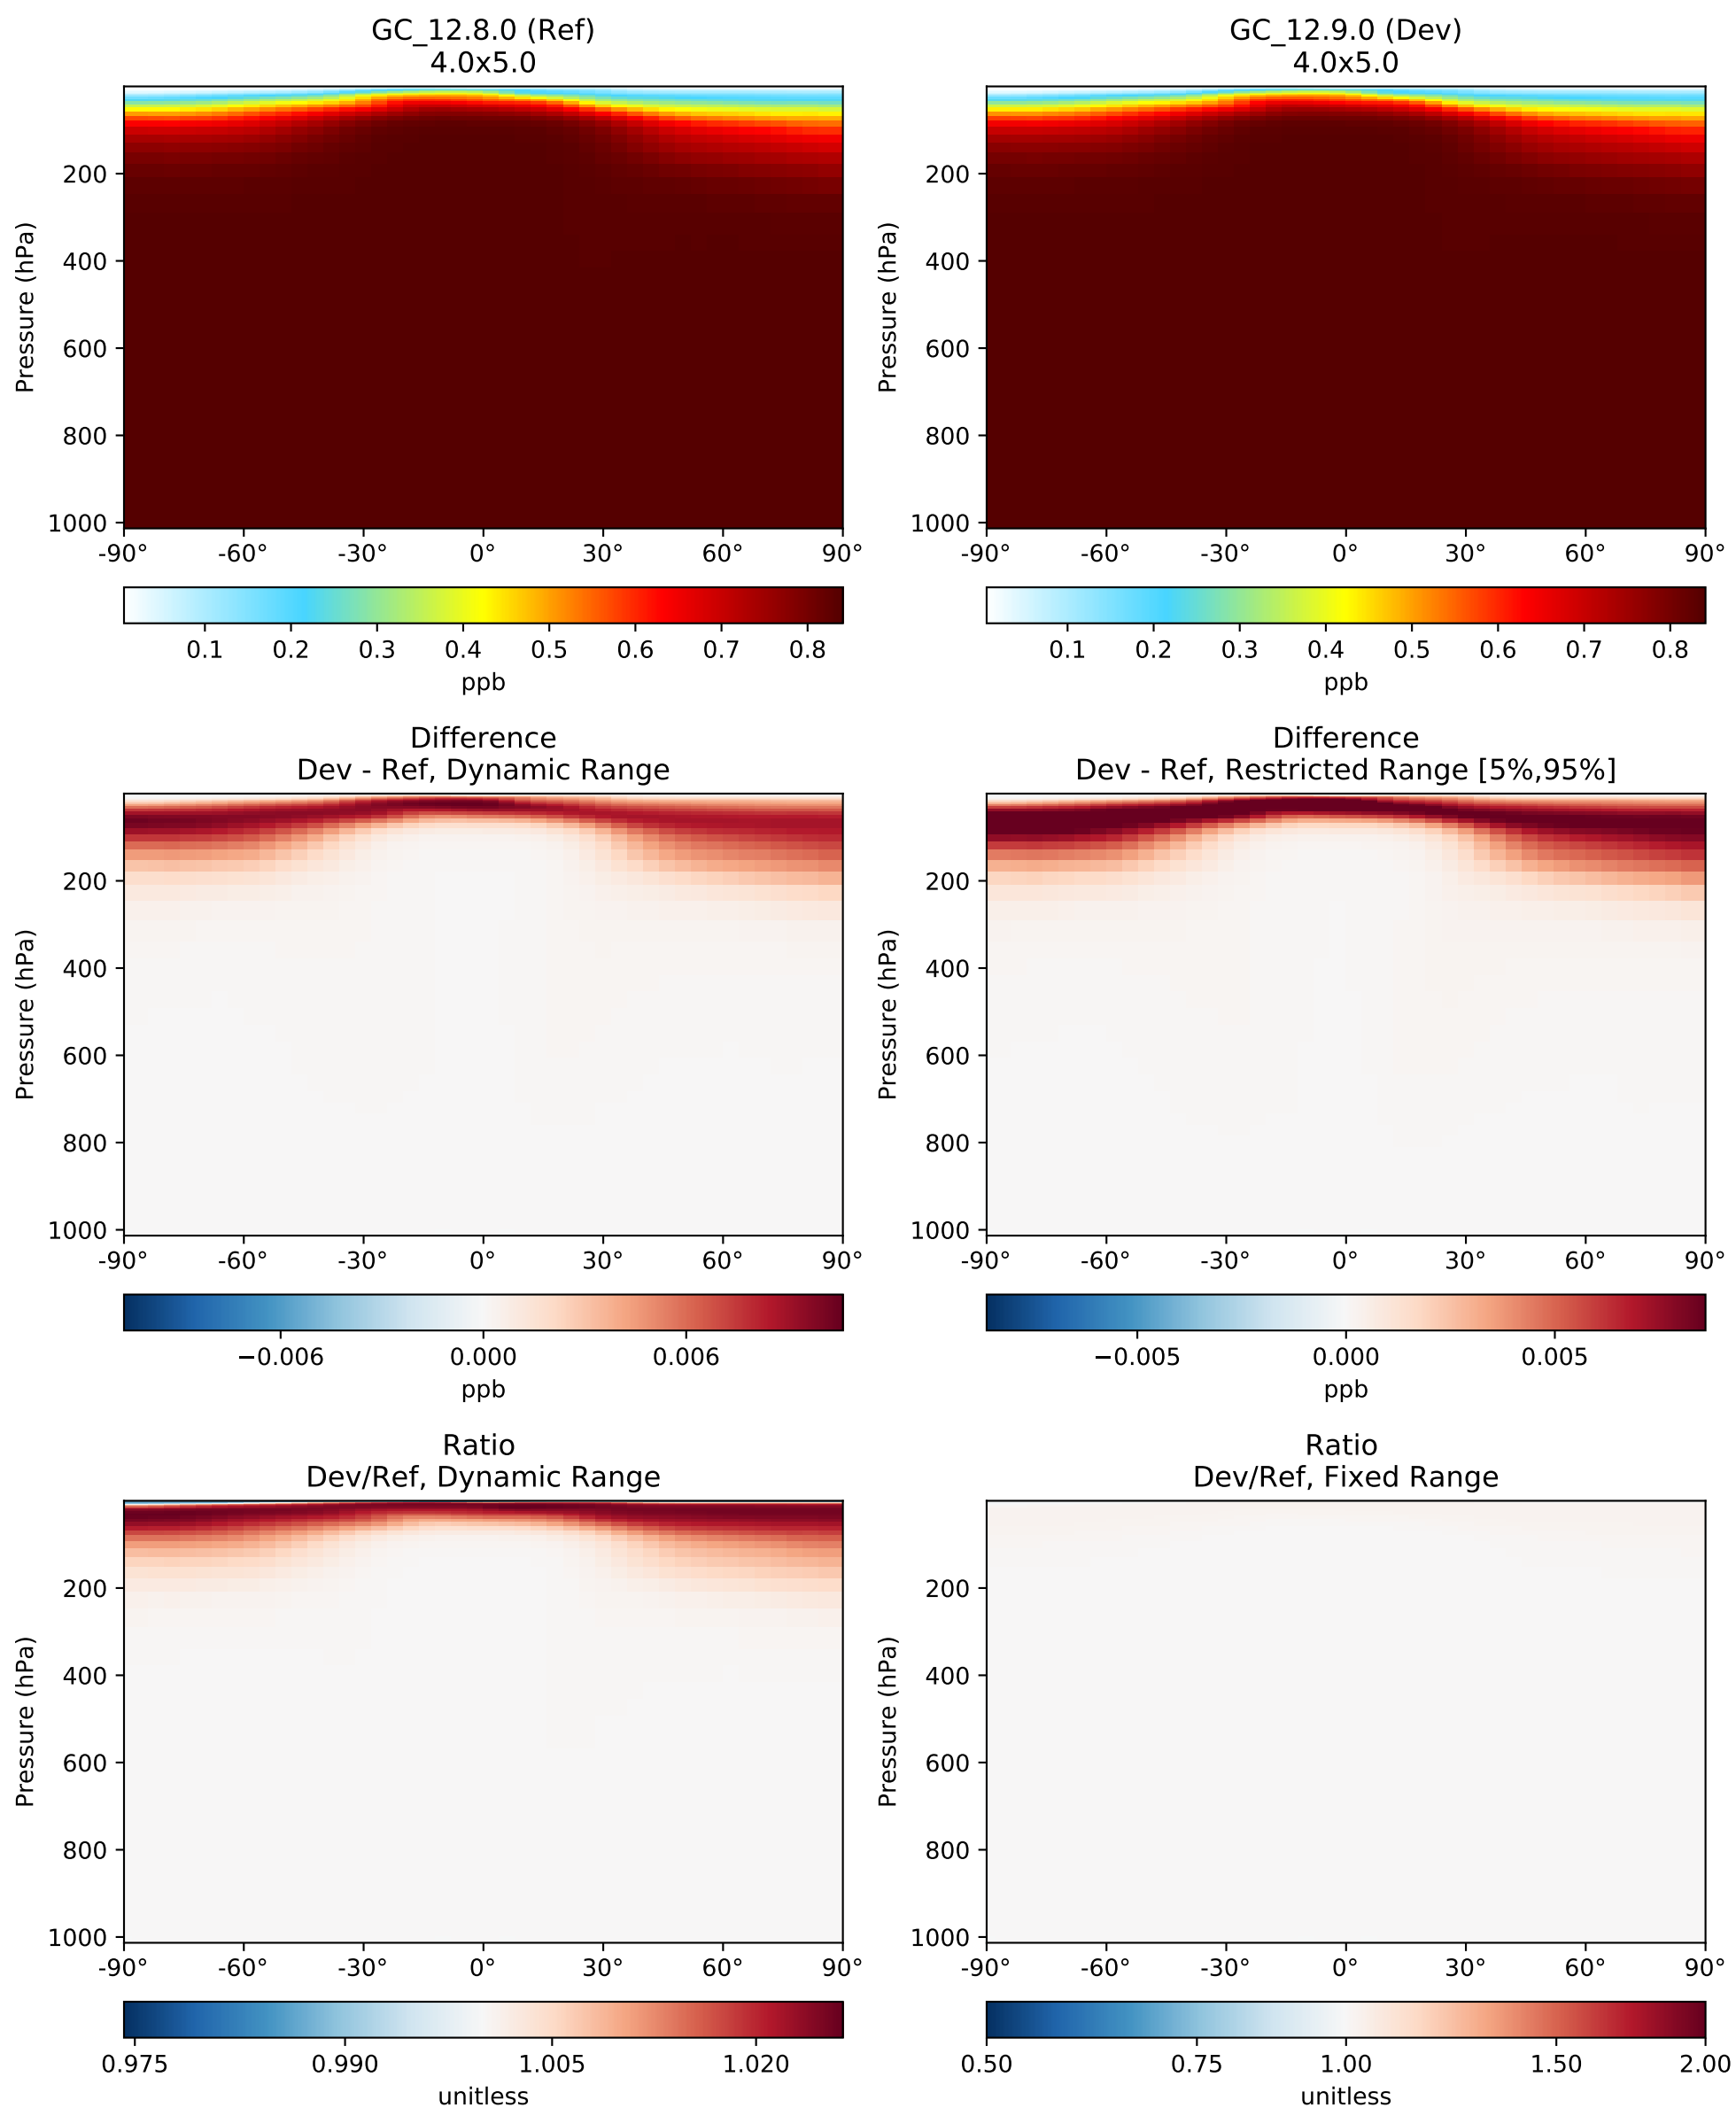 GC_12.8.0 (Ref)
4.0x5.0
Pressure (hPa)
200
400
600
800
1000
-90° -60° -30° 0° 30° 60° 90°
0.1 0.2 0.3 0.4 0.5 0.6 0.7 0.8
ppb
GC_12.9.0 (Dev)
4.0x5.0
Pressure (hPa)
200
400
600
800
1000
-90° -60° -30° 0° 30° 60° 90°
0.1 0.2 0.3 0.4 0.5 0.6 0.7 0.8
ppb
Difference
Dev - Ref, Dynamic Range
Pressure (hPa)
200
400
600
800
1000
-90° -60° -30° 0° 30° 60° 90°
−0.006 0.000 0.006
ppb
Difference
Dev - Ref, Restricted Range [5%,95%]
Pressure (hPa)
200
400
600
800
1000
-90° -60° -30° 0° 30° 60° 90°
−0.005 0.000 0.005
ppb
Ratio
Dev/Ref, Dynamic Range
Pressure (hPa)
200
400
600
800
1000
-90° -60° -30° 0° 30° 60° 90°
0.975 0.990 1.005 1.020
unitless
Ratio
Dev/Ref, Fixed Range
Pressure (hPa)
200
400
600
800
1000
-90° -60° -30° 0° 30° 60° 90°
0.50 0.75 1.00 1.50 2.00
unitless